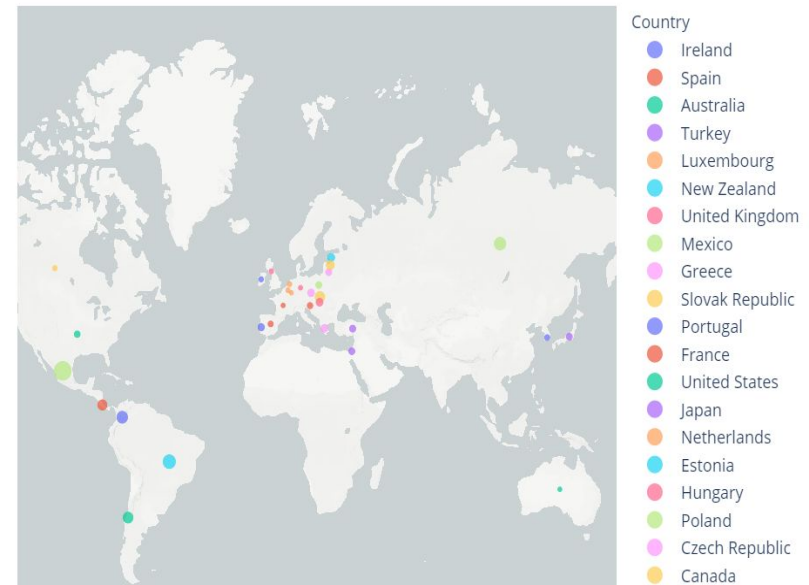 Country
Ireland
Spain
Australia
Turkey
Luxembourg
New Zealand
United Kingdom
Mexico
Greece
Slovak Republic
Portugal
France
United States
Japan
Netherlands
Estonia
Hungary
Poland
Czech Republic
Canada